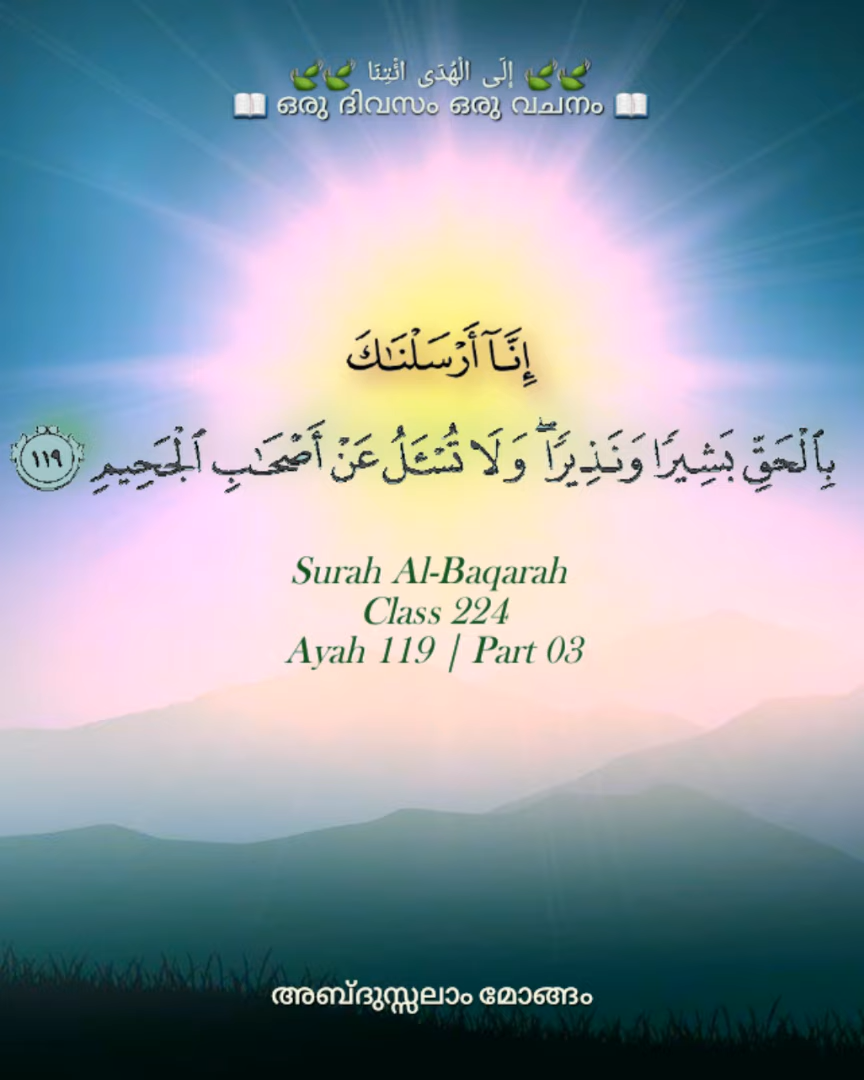 🍃🍃 إلَى الْهُدَى ائْتِنَا 🍃🍃
📖 ഒരു ദിവസം ഒരു വചനം 📖
إِنَّآ أَرْسَلْنَـٰكَ
بِٱلْحَقِّ بَشِيرًا وَنَذِيرًا ۖ وَلَا تُسْـَٔلُ عَنْ أَصْحَـٰبِ ٱلْجَحِيمِ ١١٩
Surah Al-Baqarah
Class 224
Ayah 119 | Part 03
അബ്ദുസ്സലാം മോങ്ങം